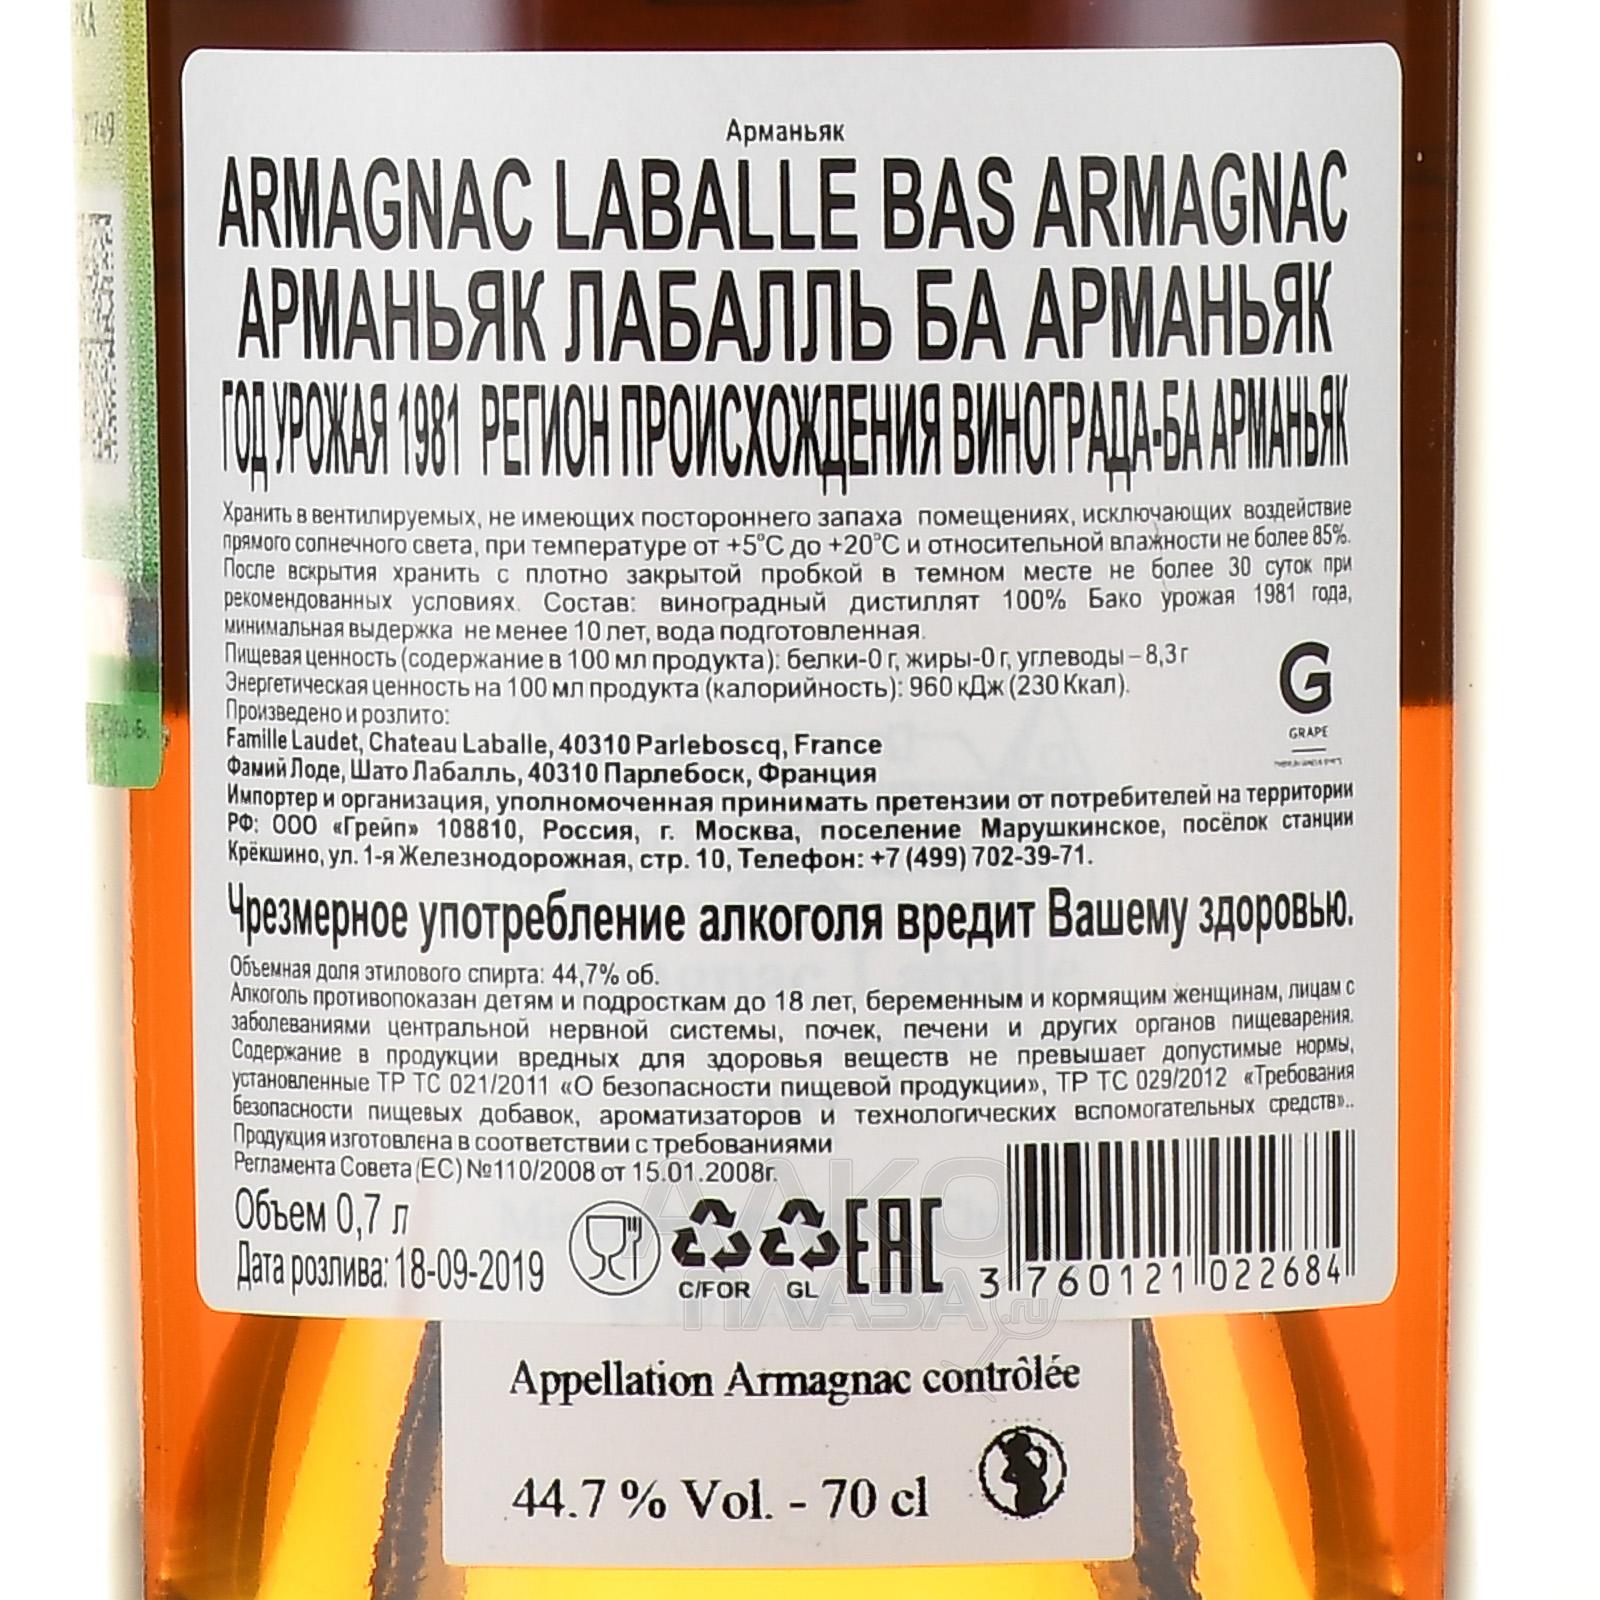 Арманьяк
ARMAGNAC LABALLE BAS ARMAGNAC
АРМАНЬЯК ЛАБАЛЛЬ БА АРМАНЬЯК
ГОД УРОЖАЯ 1981 РЕГИОН ПРОИСХОЖДЕНИЯ ВИНОГРАДА-БА АРМАНЬЯК
Хранить в вентилируемых, не имеющих постороннего запаха помещениях, исключающих воздействие
прямого солнечного света, при температуре от +5°С до +20°С и относительной влажности не более 85%.
После вскрытия хранить с плотно закрытой пробкой в темном месте не более 30 суток при
рекомендованных условиях. Состав: виноградный дистиллят 100% Бако урожая 1981 года,
минимальная выдержка не менее 10 лет, вода подготовленная.
Пищевая ценность (содержание в 100 мл продукта): белки-0 г, жиры-0 г, углеводы – 8,3 г
Энергетическая ценность на 100 мл продукта (калорийность): 960 кДж (230 Ккал).
Произведено и розлито:
Famille Laudet, Chateau Laballe, 40310 Parleboscq, France
Фамий Лоде, Шато Лабалль, 40310 Парлебоск, Франция
G
GRAPE
Импортер и организация, уполномоченная принимать претензии от потребителей на территории
РФ: ООО «Грейп» 108810, Россия, г. Москва, поселение Марушкинское, посёлок станции
Крёкшино, ул. 1-я Железнодорожная, стр. 10, Телефон: +7 (499) 702-39-71.
Чрезмерное употребление алкоголя вредит Вашему здоровью.
Объемная доля этилового спирта: 44,7% об.
Алкоголь противопоказан детям и подросткам до 18 лет, беременным и кормящим женщинам, лицам с
заболеваниями центральной нервной системы, почек, печени и других органов пищеварения.
Содержание в продукции вредных для здоровья веществ не превышает допустимые нормы,
установленные ТР ТС 021/2011 «О безопасности пищевой продукции», ТР ТС 029/2012 «Требования
безопасности пищевых добавок, ароматизаторов и технологических вспомогательных средств»..
Продукция изготовлена в соответствии с требованиями
Регламента Совета (ЕС) №110/2008 от 15.01.2008г.
Объем 0,7 л
Дата розлива: 18-09-2019
C/FOR GL EAC
3 760121 022684
АЛКО
ПЛАЗА.ru
Appellation Armagnac contrôlée
44.7 % Vol. - 70 cl